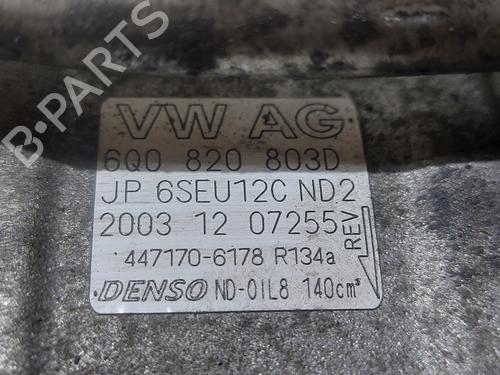 VW AG
6Q0 820 803D
JP 6SEU12C ND2
2003 12 07255
REV
447170-6178 R134a
DENSO ND-OIL8 140cm³
B-PARTS